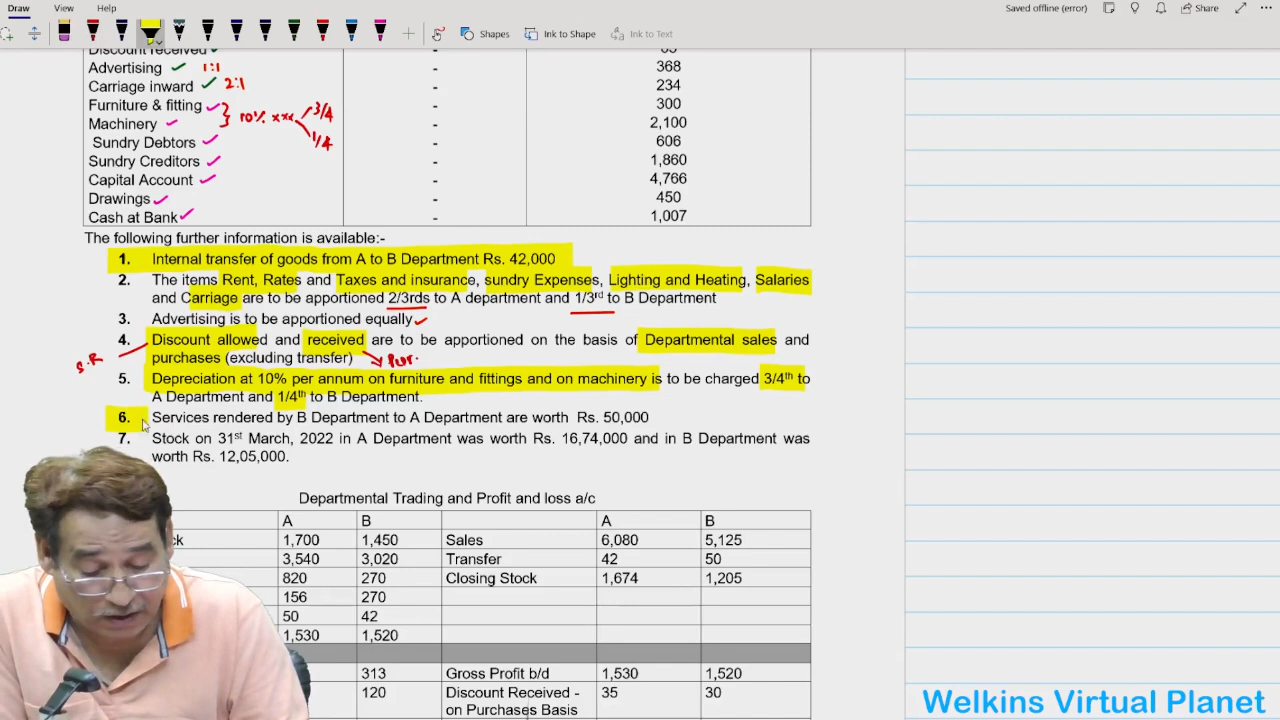 Draw View Help Saved offline (error) Share
Shapes Ink to Shape Ink to Text
Discount received - 65
Advertising 1:1 - 368
Carriage inward 2:1 - 234
Furniture & fitting - 300
Machinery 10% xxx 3/4 1/4 - 2,100
Sundry Debtors - 606
Sundry Creditors - 1,860
Capital Account - 4,766
Drawings - 450
Cash at Bank - 1,007
The following further information is available:-
1. Internal transfer of goods from A to B Department Rs. 42,000
2. The items Rent, Rates and Taxes and insurance, sundry Expenses, Lighting and Heating, Salaries
and Carriage are to be apportioned 2/3rds to A department and 1/3rd to B Department
3. Advertising is to be apportioned equally
4. Discount allowed and received are to be apportioned on the basis of Departmental sales and
S.R purchases (excluding transfer) Pur.
5. Depreciation at 10% per annum on furniture and fittings and on machinery is to be charged 3/4th to
A Department and 1/4th to B Department.
6. Services rendered by B Department to A Department are worth Rs. 50,000
7. Stock on 31st March, 2022 in A Department was worth Rs. 16,74,000 and in B Department was
worth Rs. 12,05,000.
Departmental Trading and Profit and loss a/c
A B A B
1,700 1,450 Sales 6,080 5,125
3,540 3,020 Transfer 42 50
820 270 Closing Stock 1,674 1,205
156 270
50 42
1,530 1,520
313 Gross Profit b/d 1,530 1,520
120 Discount Received - 35 30
on Purchases Basis
Welkins Virtual Planet